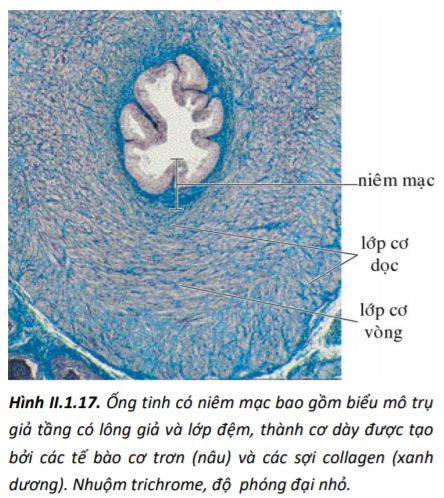 niêm mạc
lớp cơ
dọc
lớp cơ
vòng
Hình II.1.17. Ống tinh có niêm mạc bao gồm biểu mô trụ
giả tầng có lông giả và lớp đệm, thành cơ dày được tạo
bởi các tế bào cơ trơn (nâu) và các sợi collagen (xanh
dương). Nhuộm trichrome, độ phóng đại nhỏ.